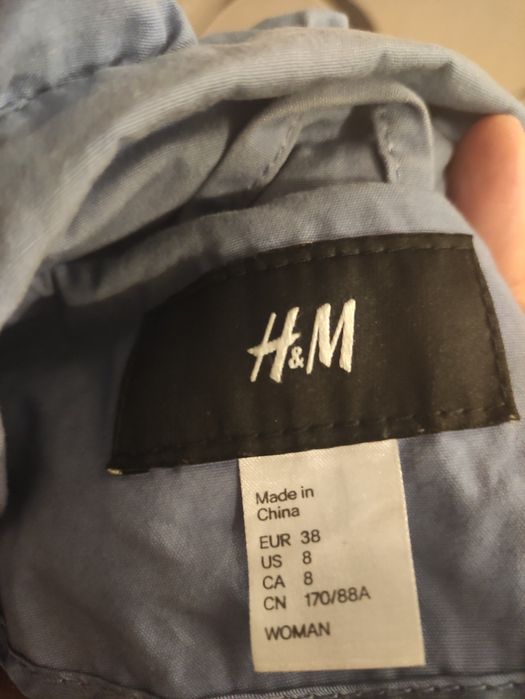 H&M
Made in
China
EUR 38
US 8
CA 8
CN 170/88A
WOMAN